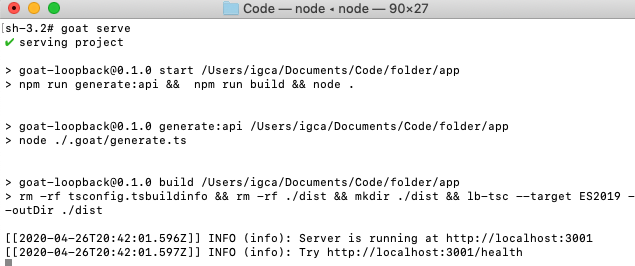 Code — node ◂ node — 90×27
[sh-3.2# goat serve
✔ serving project
> goat-loopback@0.1.0 start /Users/igca/Documents/Code/folder/app
> npm run generate:api &&  npm run build && node .
> goat-loopback@0.1.0 generate:api /Users/igca/Documents/Code/folder/app
> node ./.goat/generate.ts
> goat-loopback@0.1.0 build /Users/igca/Documents/Code/folder/app
> rm -rf tsconfig.tsbuildinfo && rm -rf ./dist && mkdir ./dist && lb-tsc --target ES2019 -
-outDir ./dist
[[2020-04-26T20:42:01.596Z]] INFO (info): Server is running at http://localhost:3001
[[2020-04-26T20:42:01.597Z]] INFO (info): Try http://localhost:3001/health